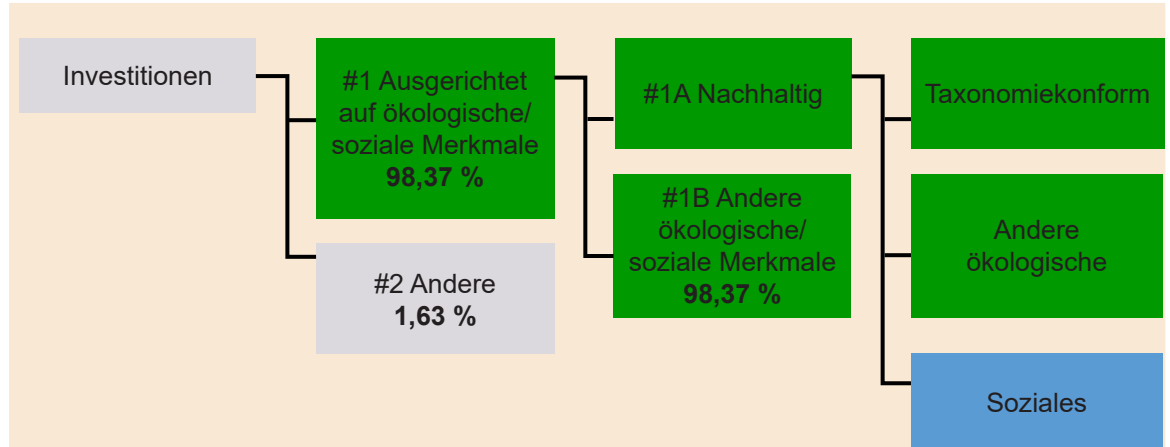 Investitionen
#1 Ausgerichtet
auf ökologische/
soziale Merkmale
98,37 %
#2 Andere
1,63 %
#1A Nachhaltig
#1B Andere
ökologische/
soziale Merkmale
98,37 %
Taxonomiekonform
Andere
ökologische
Soziales